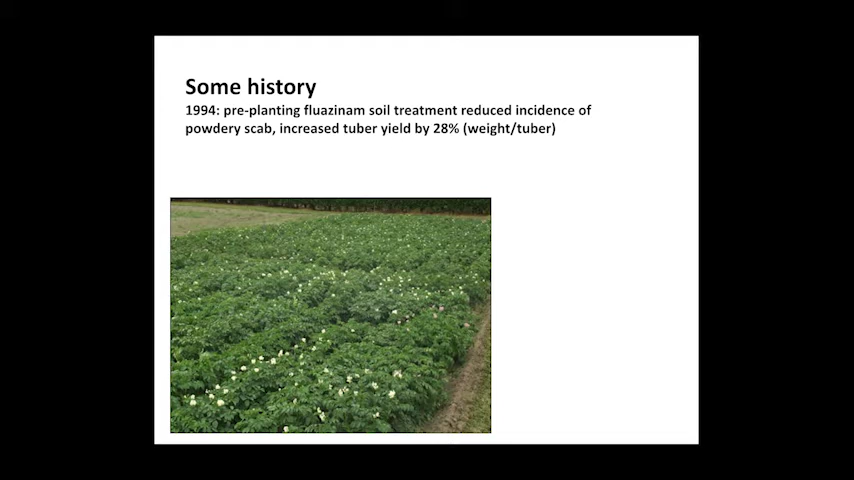 Some history
1994: pre-planting fluazinam soil treatment reduced incidence of
powdery scab, increased tuber yield by 28% (weight/tuber)